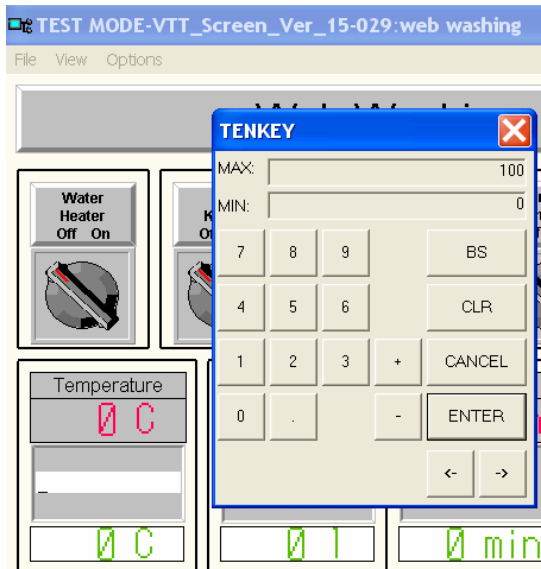 TEST MODE-VTT_Screen_Ver_15-029:web washing
File View Options
TENKEY
MAX: 100
MIN: 0
Water
Heater
Off On
7 8 9 BS
4 5 6 CLR
1 2 3 + CANCEL
0 . - ENTER
<- ->
Temperature
0 C
_
0 C 0 l 0 min